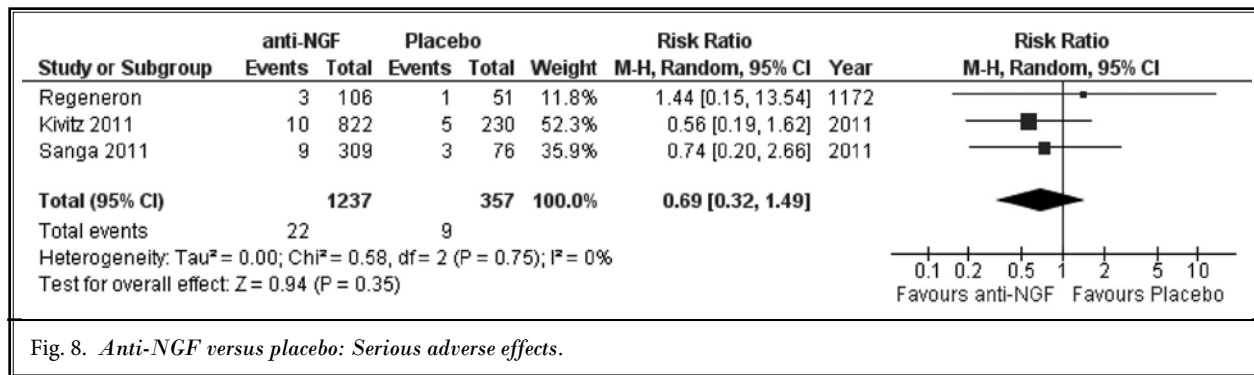 anti-NGF Placebo Risk Ratio Risk Ratio
Study or Subgroup Events Total Events Total Weight M-H, Random, 95% CI Year M-H, Random, 95% CI
Regeneron 3 106 1 51 11.8% 1.44 [0.15, 13.54] 1172
Kivitz 2011 10 822 5 230 52.3% 0.56 [0.19, 1.62] 2011
Sanga 2011 9 309 3 76 35.9% 0.74 [0.20, 2.66] 2011
Total (95% CI) 1237 357 100.0% 0.69 [0.32, 1.49]
Total events 22 9
Heterogeneity: Tau² = 0.00; Chi² = 0.58, df = 2 (P = 0.75); I² = 0%
Test for overall effect: Z = 0.94 (P = 0.35)
0.1 0.2 0.5 1 2 5 10
Favours anti-NGF Favours Placebo
Fig. 8. Anti-NGF versus placebo: Serious adverse effects.